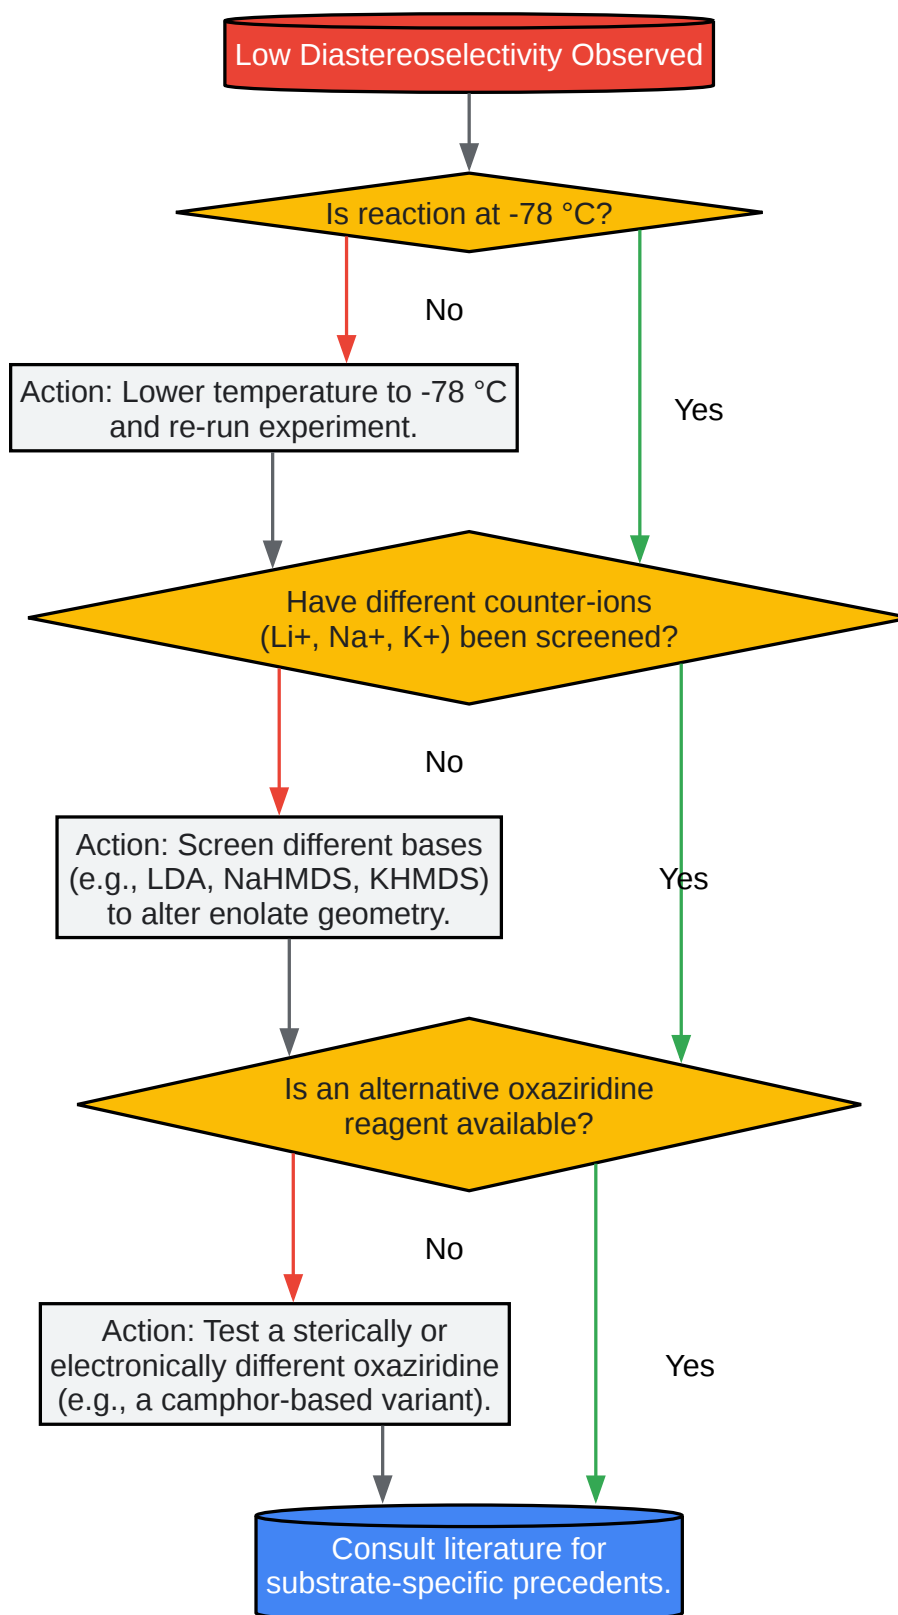 Low Diastereoselectivity Observed
Is reaction at -78 °C?
No
Action: Lower temperature to -78 °C
and re-run experiment.
Yes
Have different counter-ions
(Li+, Na+, K+) been screened?
No
Action: Screen different bases
(e.g., LDA, NaHMDS, KHMDS)
to alter enolate geometry.
Yes
Is an alternative oxaziridine
reagent available?
No
Action: Test a sterically or
electronically different oxaziridine
(e.g., a camphor-based variant).
Yes
Consult literature for
substrate-specific precedents.